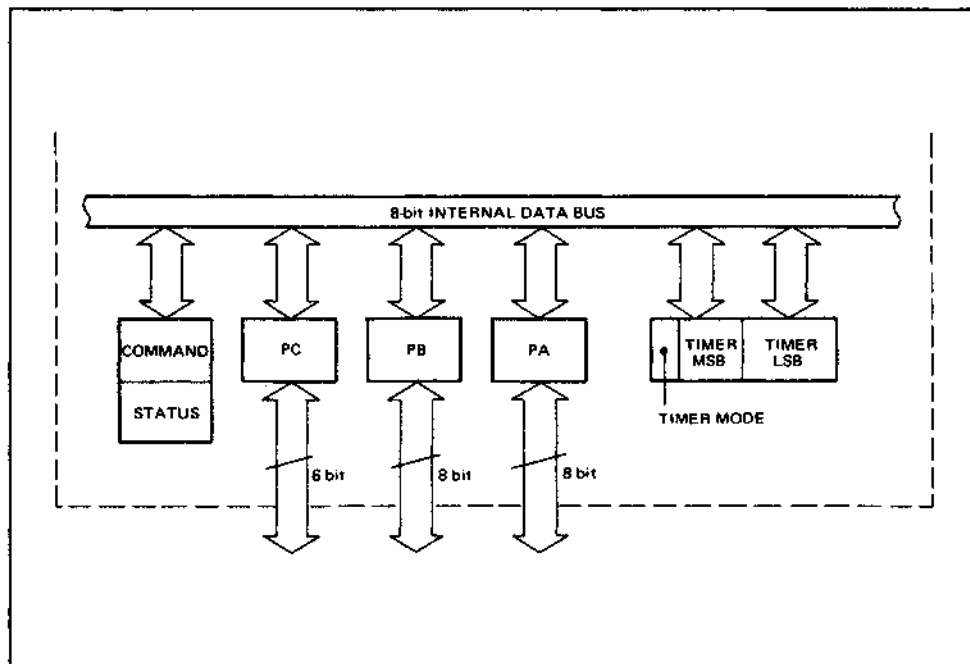 8-bit INTERNAL DATA BUS
COMMAND
STATUS
PC
PB
PA
TIMER
MSB
TIMER
LSB
TIMER MODE
6 bit
8 bit
8 bit